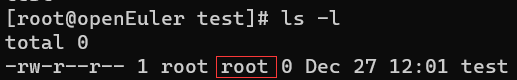 [root@openEuler test]# ls -l
total 0
-rw-r--r-- 1 root root 0 Dec 27 12:01 test